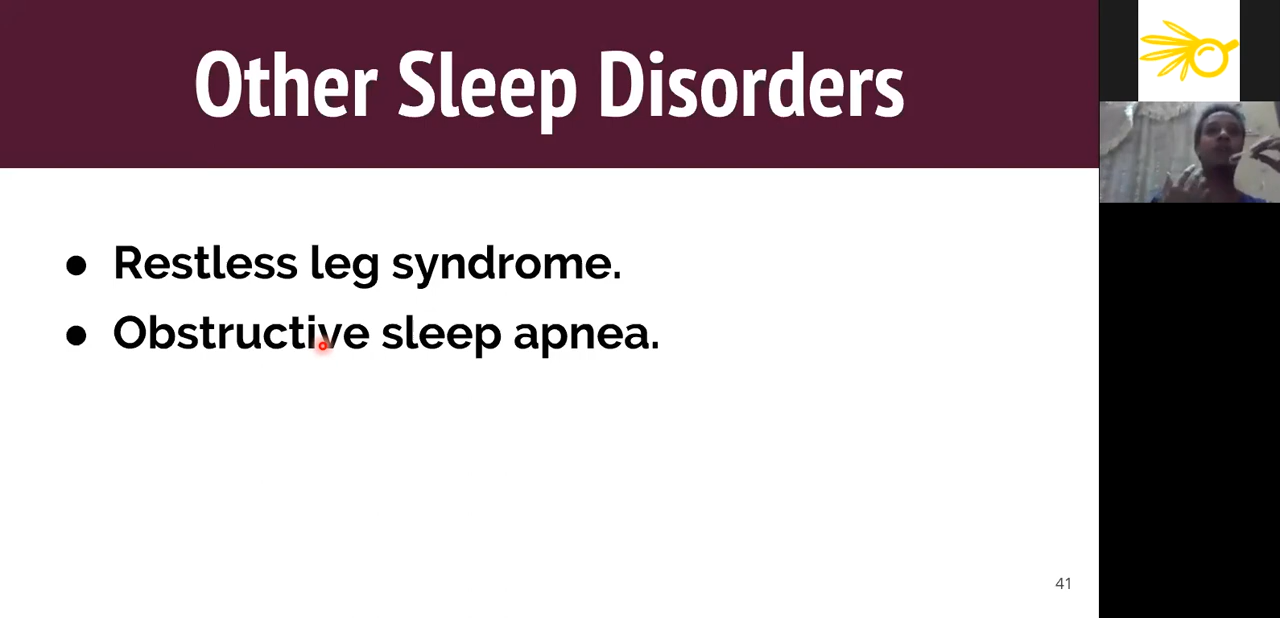 Other Sleep Disorders
● Restless leg syndrome.
● Obstructive sleep apnea.
41